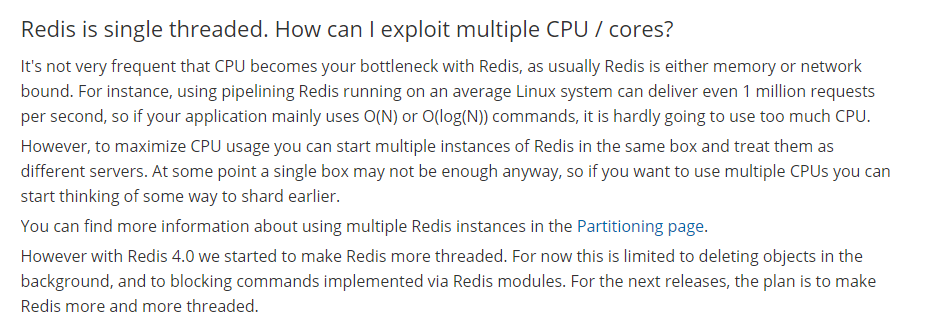 Redis is single threaded. How can I exploit multiple CPU / cores?
It's not very frequent that CPU becomes your bottleneck with Redis, as usually Redis is either memory or network
bound. For instance, using pipelining Redis running on an average Linux system can deliver even 1 million requests
per second, so if your application mainly uses O(N) or O(log(N)) commands, it is hardly going to use too much CPU.
However, to maximize CPU usage you can start multiple instances of Redis in the same box and treat them as
different servers. At some point a single box may not be enough anyway, so if you want to use multiple CPUs you can
start thinking of some way to shard earlier.
You can find more information about using multiple Redis instances in the Partitioning page.
However with Redis 4.0 we started to make Redis more threaded. For now this is limited to deleting objects in the
background, and to blocking commands implemented via Redis modules. For the next releases, the plan is to make
Redis more and more threaded.